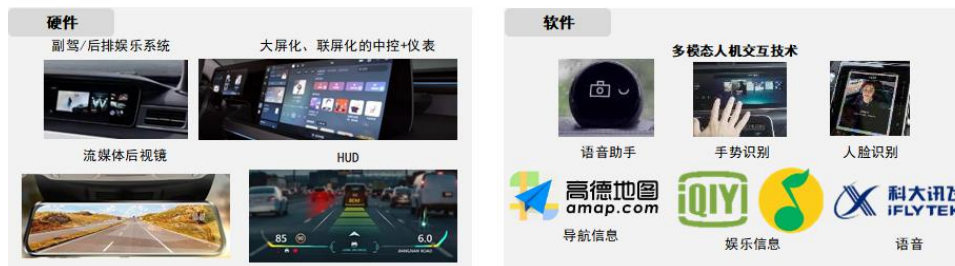 硬件
副驾/后排娱乐系统
大屏化、联屏化的中控+仪表
流媒体后视镜
HUD
85
6.0
软件
多模态人机交互技术
语音助手
手势识别
人脸识别
高德地图
amap.com
导航信息
iQIYI
娱乐信息
科大讯飞
iFLYTEK
语音